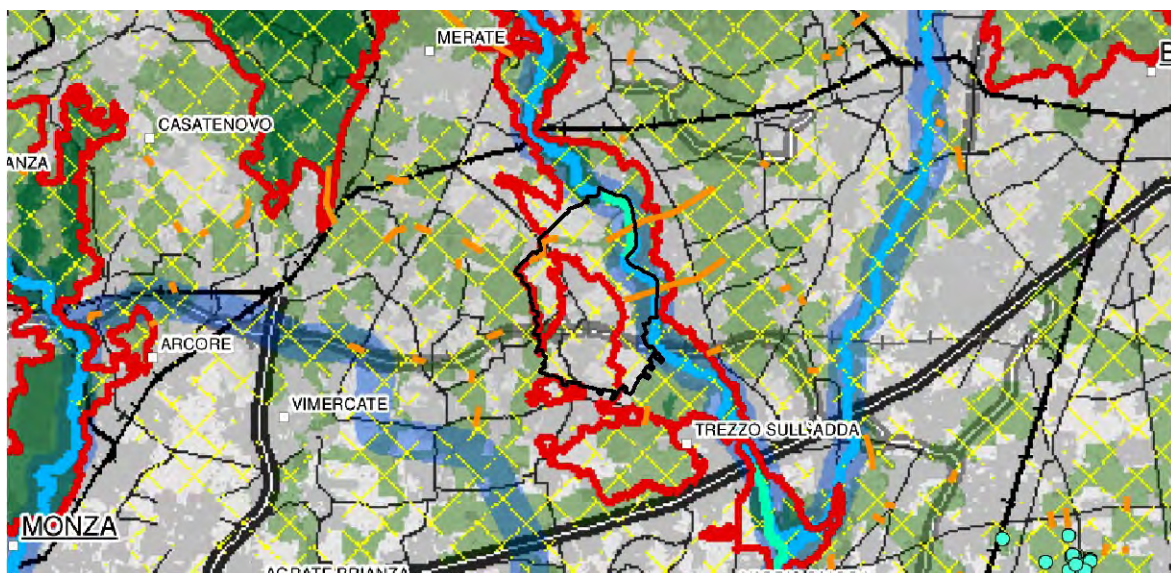 MERATE
B
CASATENOVO
ANZA
ARCORE
VIMERCATE
TREZZO SULL'ADDA
MONZA
AGRATE BRIANZA